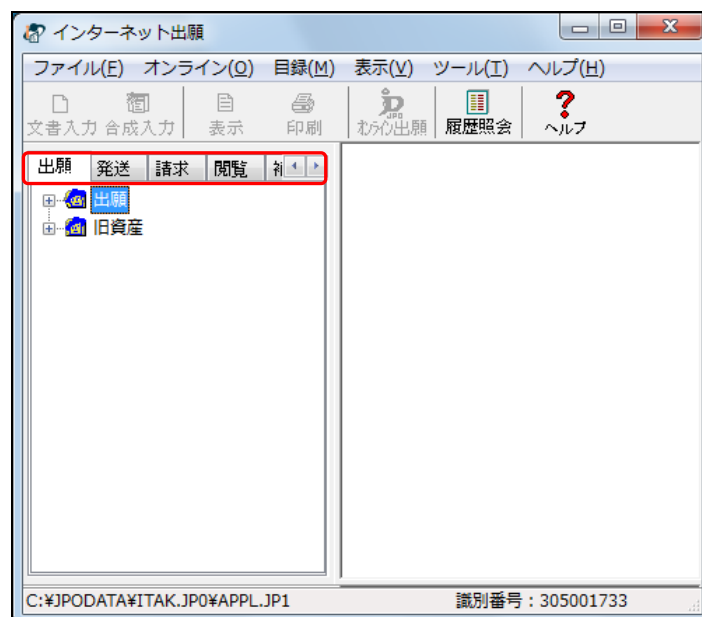 インターネット出願
ファイル(F) オンライン(O) 目録(M) 表示(V) ツール(T) ヘルプ(H)
文書入力 合成入力 表示 印刷 ｵﾝﾗｲﾝ出願 履歴照会 ヘルプ
出願 発送 請求 閲覧
出願
旧資産
C:¥JPODATA¥ITAK.JP0¥APPL.JP1 識別番号：305001733